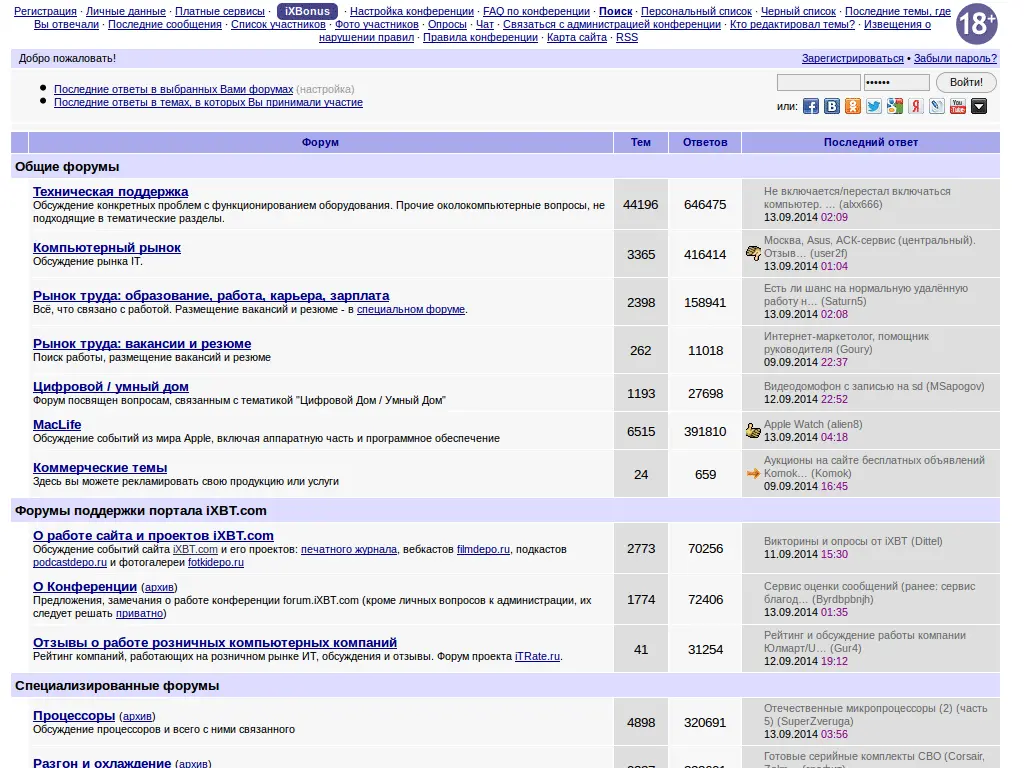 Регистрация · Личные данные · Платные сервисы · iXBonus · Настройка конференции · FAQ по конференции · Поиск · Персональный список · Черный список · Последние темы, где
Вы отвечали · Последние сообщения · Список участников · Фото участников · Опросы · Чат · Связаться с администрацией конференции · Кто редактировал темы? · Извещения о
нарушении правил · Правила конференции · Карта сайта · RSS
18+
Добро пожаловать!
Зарегистрироваться • Забыли пароль?
Последние ответы в выбранных Вами форумах (настройка)
Последние ответы в темах, в которых Вы принимали участие
•••••• Войти!
или:
Форум Тем Ответов Последний ответ
Общие форумы
Техническая поддержка
Обсуждение конкретных проблем с функционированием оборудования. Прочие околокомпьютерные вопросы, не
подходящие в тематические разделы.
44196 646475
Не включается/перестал включаться
компьютер. … (alxx666)
13.09.2014 02:09
Компьютерный рынок
Обсуждение рынка IT.
3365 416414
Москва, Asus, АСК-сервис (центральный).
Отзыв… (user2f)
13.09.2014 01:04
Рынок труда: образование, работа, карьера, зарплата
Всё, что связано с работой. Размещение вакансий и резюме - в специальном форуме.
2398 158941
Есть ли шанс на нормальную удалённую
работу н… (Saturn5)
13.09.2014 02:08
Рынок труда: вакансии и резюме
Поиск работы, размещение вакансий и резюме
262 11018
Интернет-маркетолог, помощник
руководителя (Goury)
09.09.2014 22:37
Цифровой / умный дом
Форум посвящен вопросам, связанным с тематикой "Цифровой Дом / Умный Дом"
1193 27698
Видеодомофон с записью на sd (MSapogov)
12.09.2014 22:52
MacLife
Обсуждение событий из мира Apple, включая аппаратную часть и программное обеспечение
6515 391810
Apple Watch (alien8)
13.09.2014 04:18
Коммерческие темы
Здесь вы можете рекламировать свою продукцию или услуги
24 659
Аукционы на сайте бесплатных объявлений
Komok… (Komok)
09.09.2014 16:45
Форумы поддержки портала iXBT.com
О работе сайта и проектов iXBT.com
Обсуждение событий сайта iXBT.com и его проектов: печатного журнала, вебкастов filmdepo.ru, подкастов
podcastdepo.ru и фотогалереи fotkidepo.ru
2773 70256
Викторины и опросы от iXBT (Dittel)
11.09.2014 15:30
О Конференции (архив)
Предложения, замечания о работе конференции forum.iXBT.com (кроме личных вопросов к администрации, их
следует решать приватно)
1774 72406
Сервис оценки сообщений (ранее: сервис
благод… (Byrdbpbnjh)
13.09.2014 01:35
Отзывы о работе розничных компьютерных компаний
Рейтинг компаний, работающих на розничном рынке ИТ, обсуждения и отзывы. Форум проекта iTRate.ru.
41 31254
Рейтинг и обсуждение работы компании
Юлмарт/U… (Gur4)
12.09.2014 19:12
Специализированные форумы
Процессоры (архив)
Обсуждение процессоров и всего с ними связанного
4898 320691
Отечественные микропроцессоры (2) (часть
5) (SuperZveruga)
13.09.2014 03:56
Разгон и охлаждение (архив)
Готовые серийные комплекты СВО (Corsair,